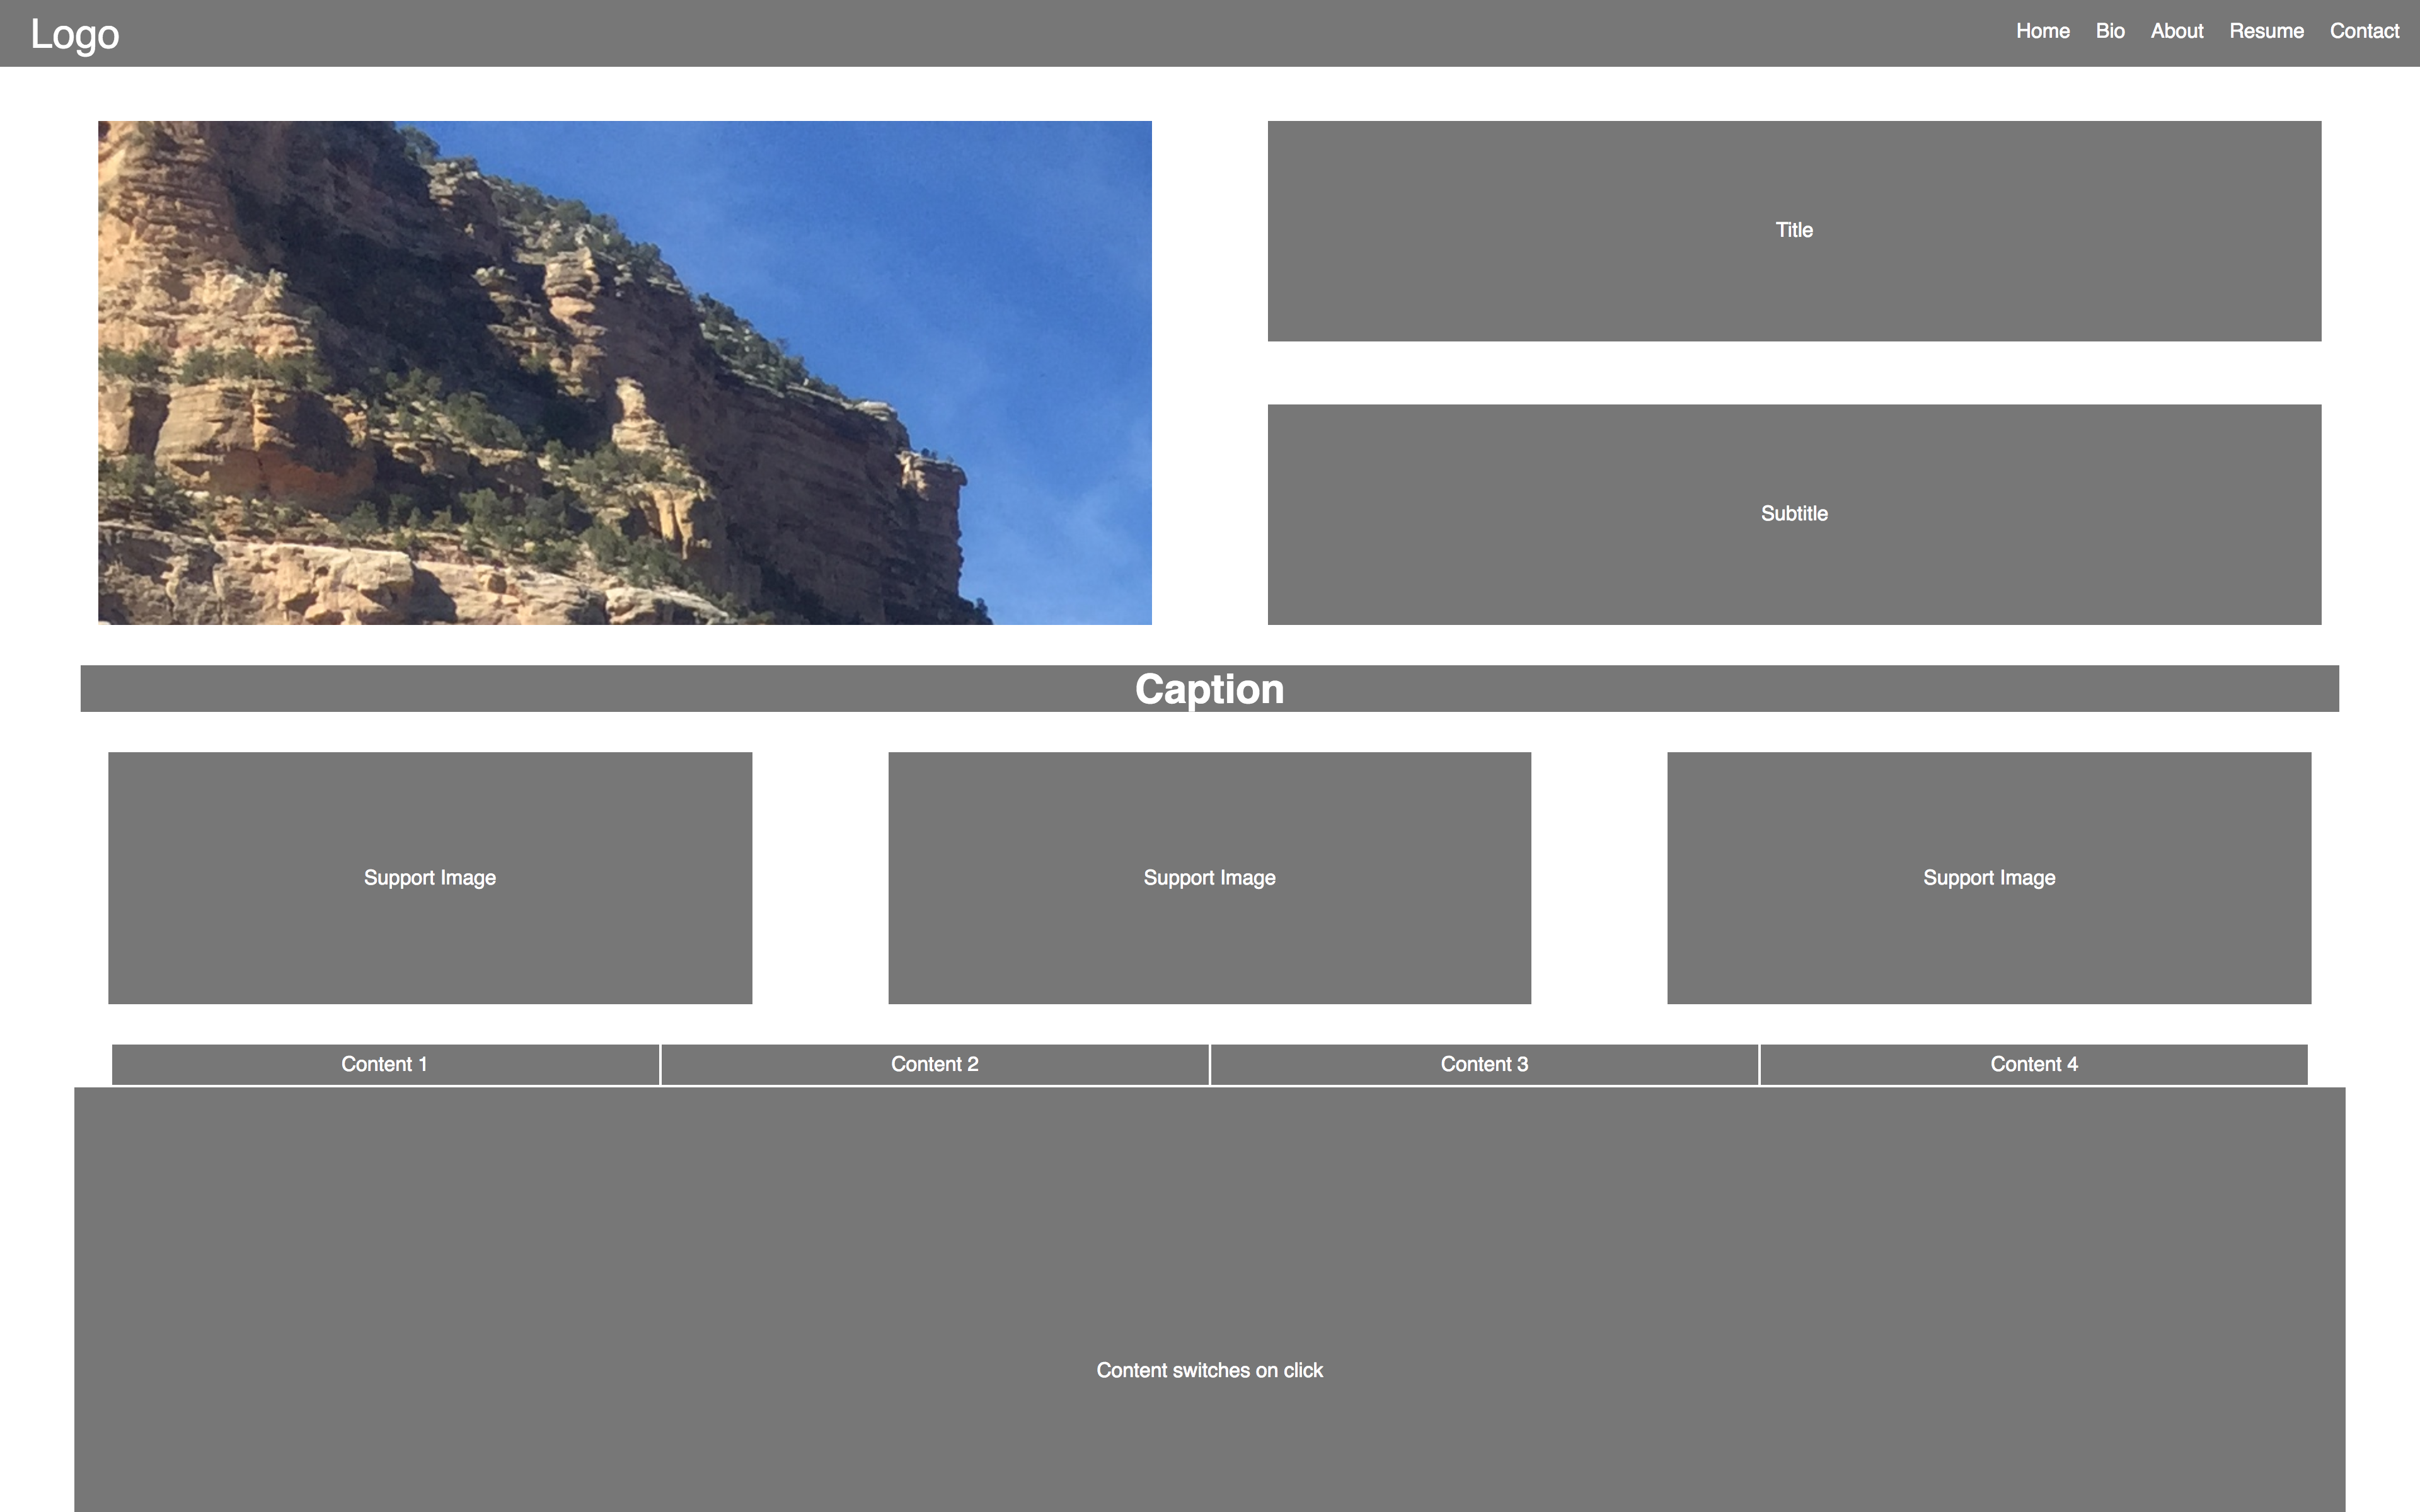 Logo
Home Bio About Resume Contact
Title
Subtitle
Caption
Support Image Support Image Support Image
Content 1 Content 2 Content 3 Content 4
Content switches on click